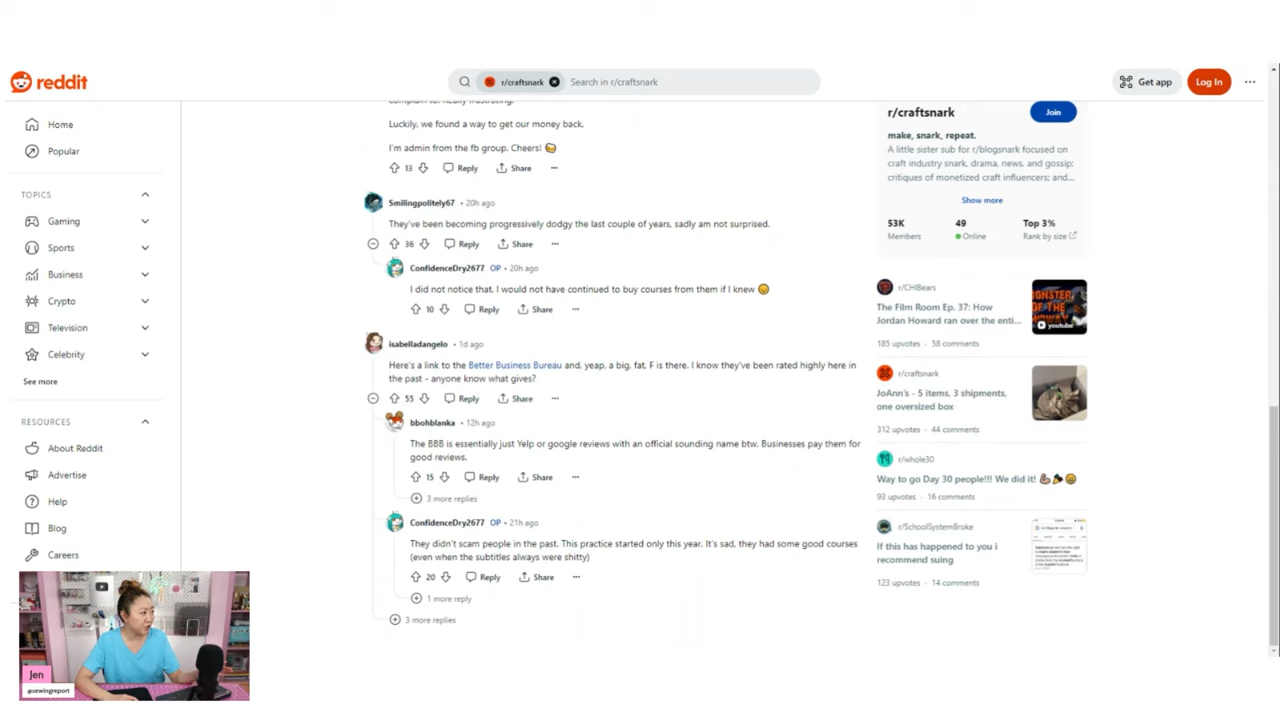 reddit
r/craftsnark
Search in r/craftsnark
Get app
Log In
Home
Popular
TOPICS
Gaming
Sports
Business
Crypto
Television
Celebrity
See more
RESOURCES
About Reddit
Advertise
Help
Blog
Careers
Jen
@sewingreport
complain to. Really frustrating.
Luckily, we found a way to get our money back.
I'm admin from the fb group. Cheers! 🍻
13 Reply Share
Smilingpolitely67 • 20h ago
They've been becoming progressively dodgy the last couple of years, sadly am not surprised.
36 Reply Share
ConfidenceDry2677 OP • 20h ago
I did not notice that. I would not have continued to buy courses from them if I knew
10 Reply Share
isabelladangelo • 1d ago
Here's a link to the Better Business Bureau and, yeap, a big, fat, F is there. I know they've been rated highly here in
the past - anyone know what gives?
55 Reply Share
bbohblanka • 12h ago
The BBB is essentially just Yelp or google reviews with an official sounding name btw. Businesses pay them for
good reviews.
15 Reply Share
3 more replies
ConfidenceDry2677 OP • 21h ago
They didn't scam people in the past. This practice started only this year. It's sad, they had some good courses
(even when the subtitles always were shitty)
20 Reply Share
1 more reply
3 more replies
r/craftsnark
Join
make, snark, repeat.
A little sister sub for r/blogsnark focused on
craft industry snark, drama, news, and gossip;
critiques of monetized craft influencers; and...
Show more
53K 49 Top 3%
Members Online Rank by size
r/CHIBears
The Film Room Ep. 37: How
Jordan Howard ran over the enti...
185 upvotes · 58 comments
MONSTER
OF THE
MIDWAY
youtube
r/craftsnark
JoAnn's - 5 items, 3 shipments,
one oversized box
312 upvotes · 44 comments
r/whole30
Way to go Day 30 people!!! We did it! 💪🎉😄
93 upvotes · 16 comments
r/SchoolSystemBroke
If this has happened to you i
recommend suing
123 upvotes · 14 comments